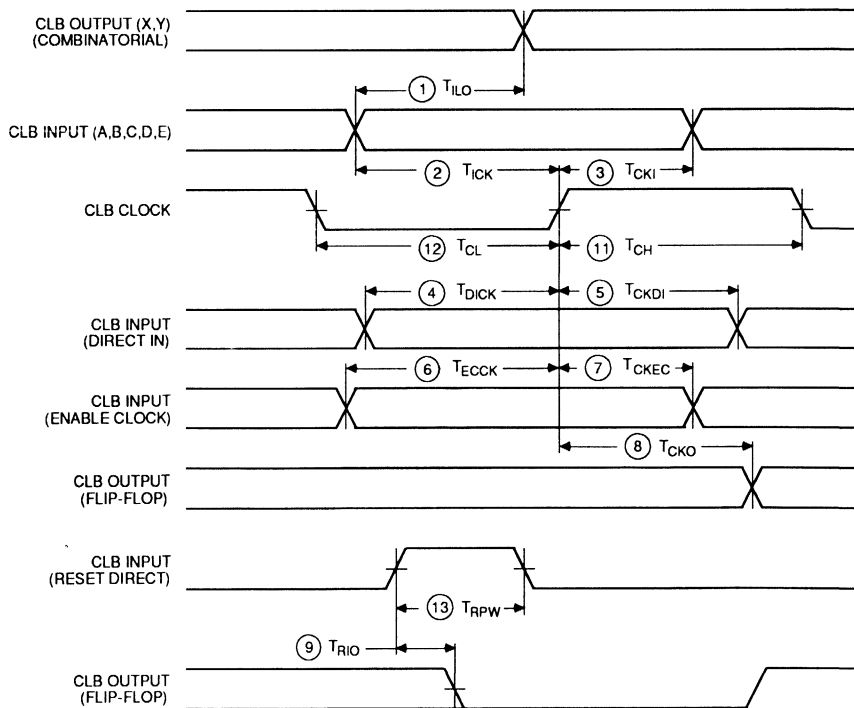 CLB OUTPUT (X,Y)
(COMBINATORIAL)
1 TILO
CLB INPUT (A,B,C,D,E)
2 TICK
3 TCKI
CLB CLOCK
12 TCL
11 TCH
4 TDICK
5 TCKDI
CLB INPUT
(DIRECT IN)
6 TECCK
7 TCKEC
CLB INPUT
(ENABLE CLOCK)
8 TCKO
CLB OUTPUT
(FLIP-FLOP)
CLB INPUT
(RESET DIRECT)
13 TRPW
9 TRIO
CLB OUTPUT
(FLIP-FLOP)